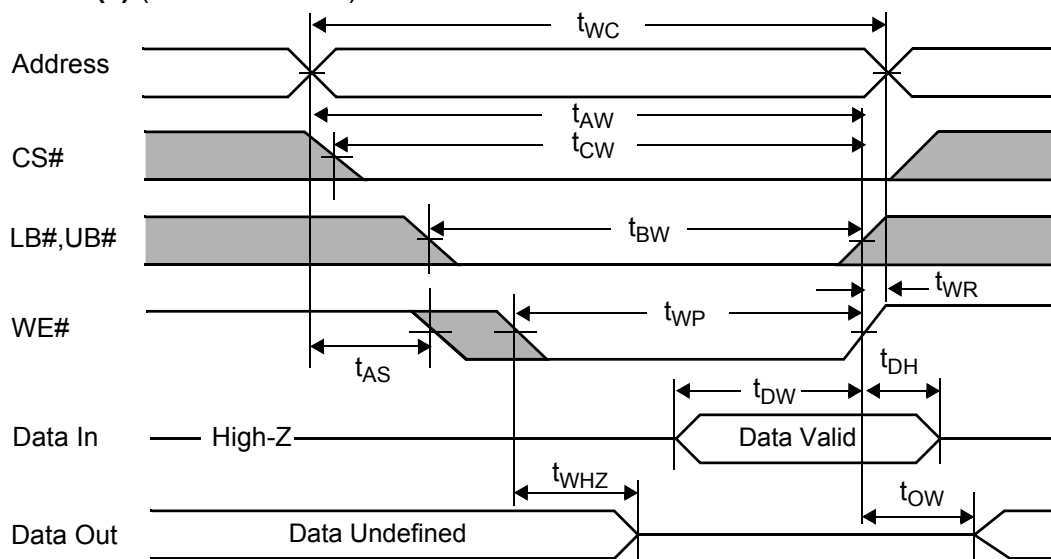 tWC
Address
tAW
tCW
CS#
LB#,UB#
tBW
tWR
WE#
tWP
tAS
tDH
tDW
Data In
High-Z
Data Valid
tWHZ
tOW
Data Out
Data Undefined